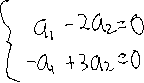 a₁ - 2a₂ = 0
-a₁ + 3a₂ = 0